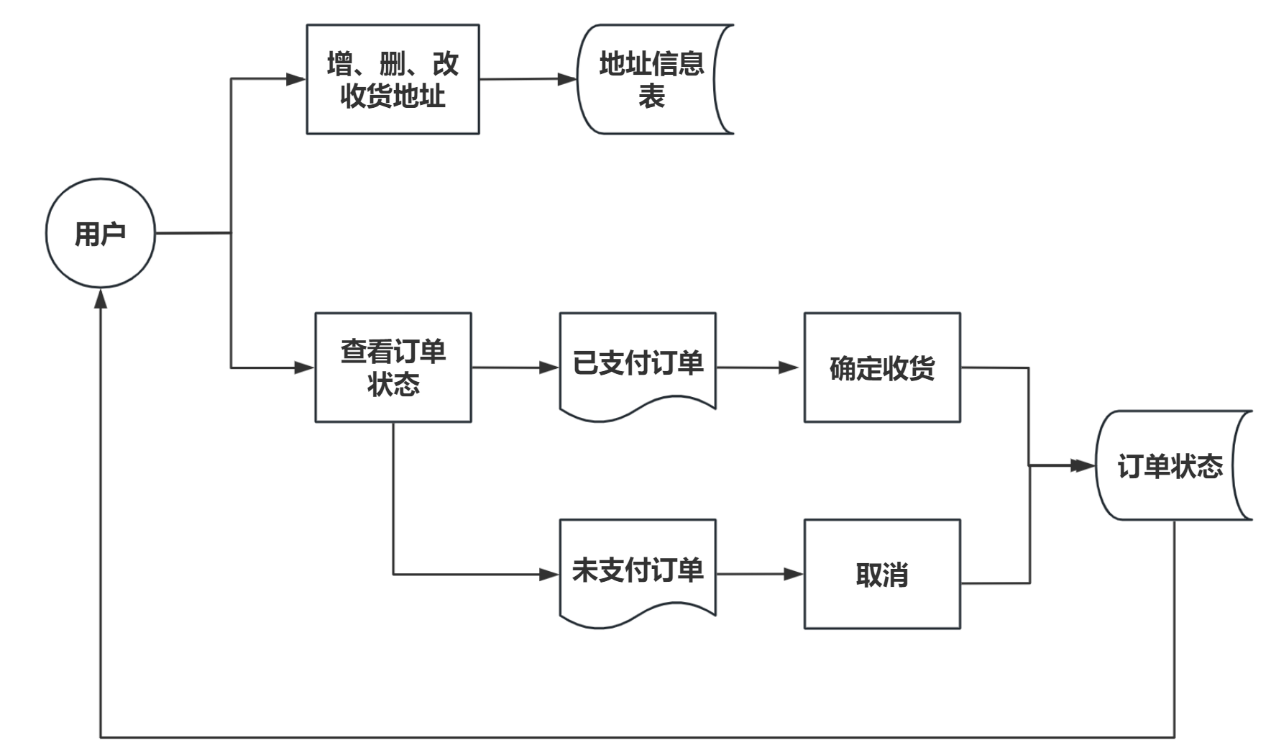 增、删、改
收货地址
地址信息
表
用户
查看订单
状态
已支付订单
确定收货
订单状态
未支付订单
取消